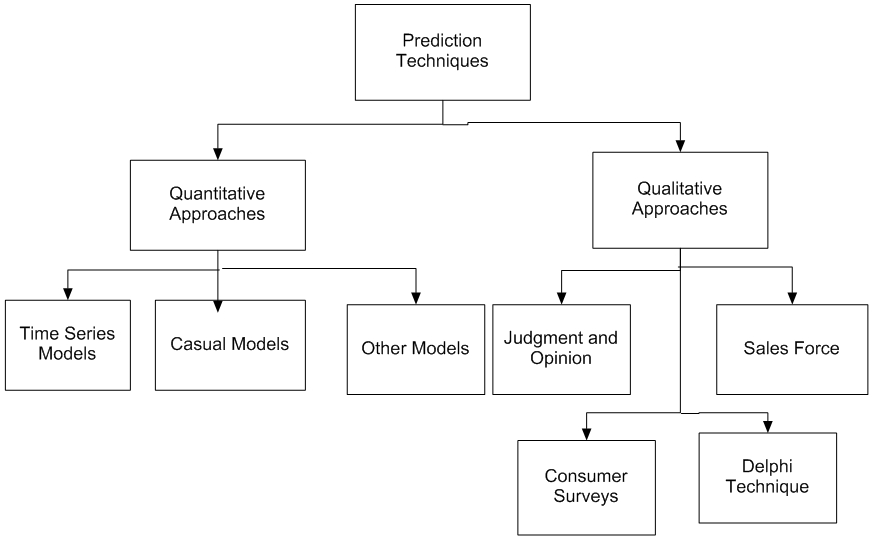 Prediction
Techniques
Quantitative
Approaches
Qualitative
Approaches
Time Series
Models
Casual Models
Other Models
Judgment and
Opinion
Sales Force
Consumer
Surveys
Delphi
Technique